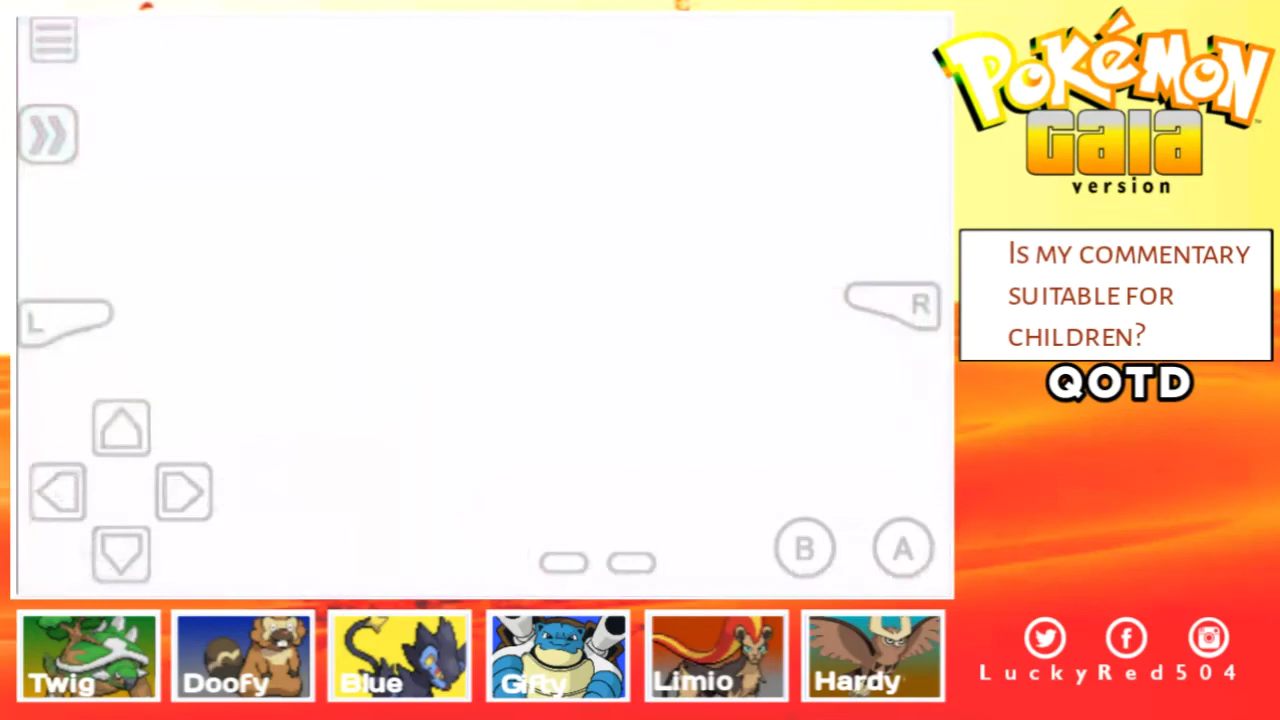 Pokémon
Gaia
version
IS MY COMMENTARY
SUITABLE FOR
CHILDREN?
QOTD
L
R
B
A
Twig
Doofy
Blue
Gifty
Limio
Hardy
LuckyRed504